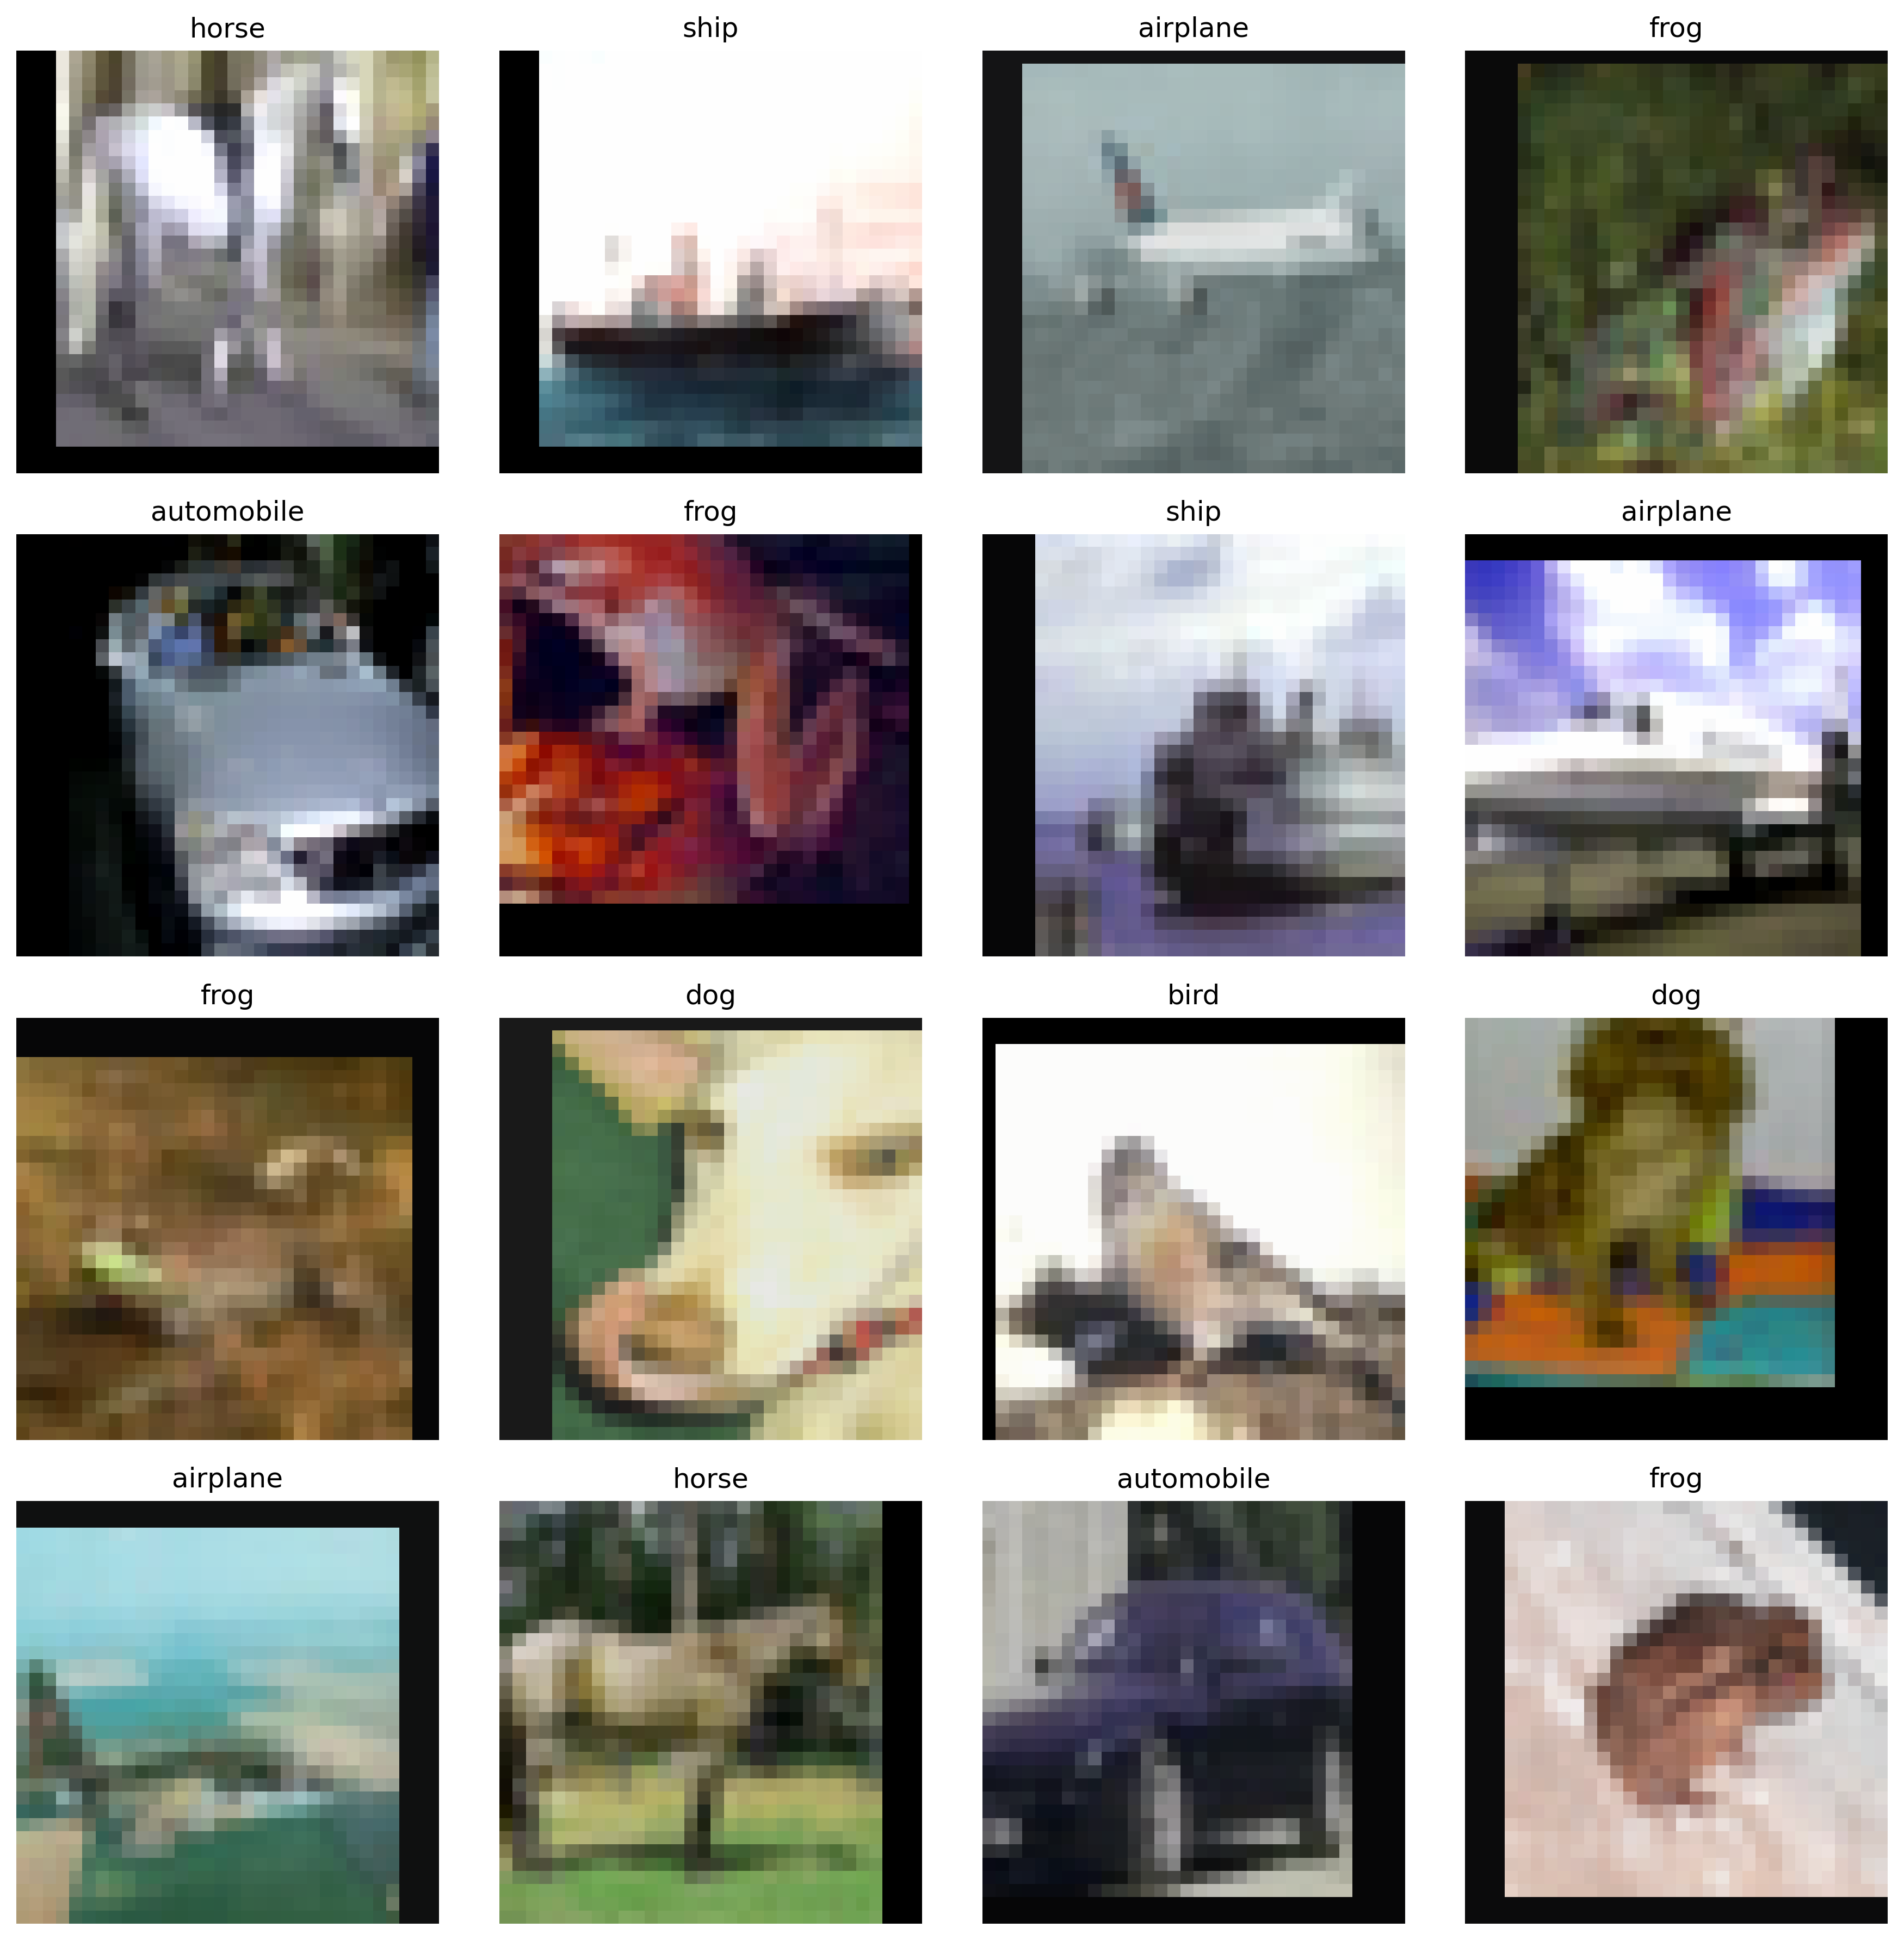 horse
ship
airplane
frog
automobile
frog
ship
airplane
frog
dog
bird
dog
airplane
horse
automobile
frog